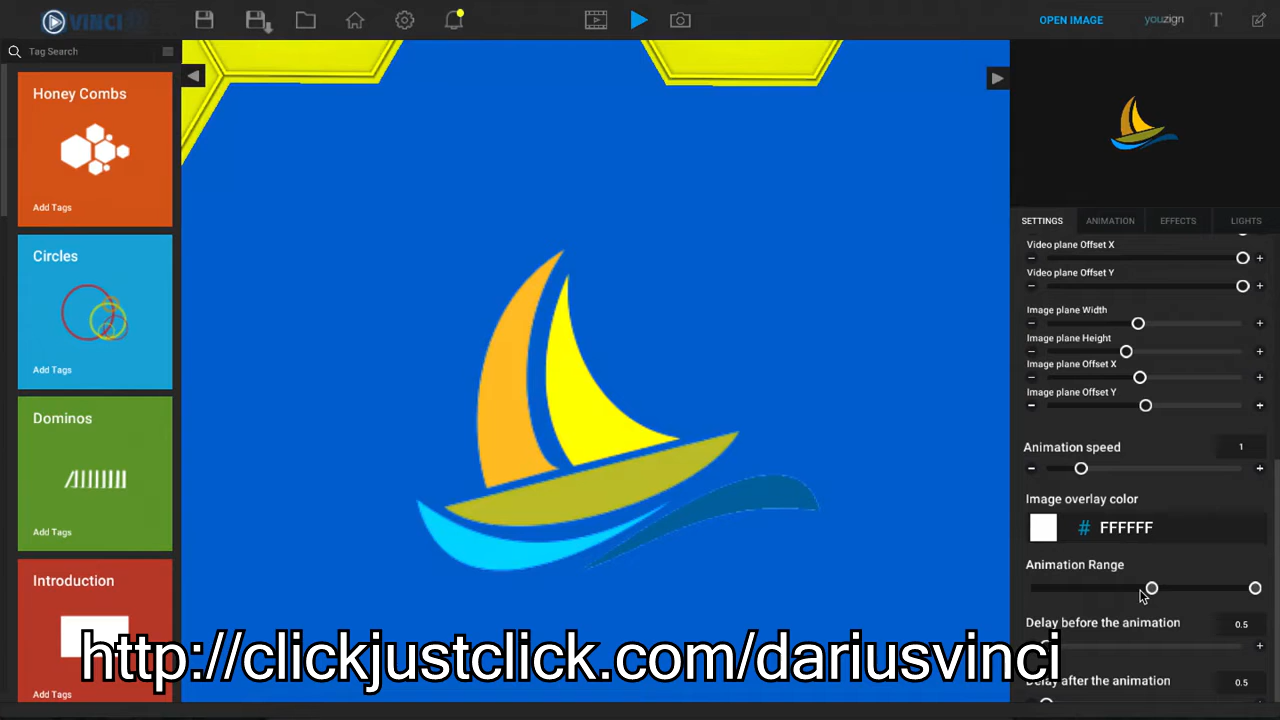 VINCI
OPEN IMAGE
youzign
T
Tag Search
Honey Combs
Add Tags
Circles
Add Tags
Dominos
Add Tags
Introduction
Add Tags
SETTINGS
ANIMATION
EFFECTS
LIGHTS
Video plane Offset X
Video plane Offset Y
Image plane Width
Image plane Height
Image plane Offset X
Image plane Offset Y
Animation speed
1
Image overlay color
# FFFFFF
Animation Range
Delay before the animation
0.5
Delay after the animation
0.5
http://clickjustclick.com/dariusvinci